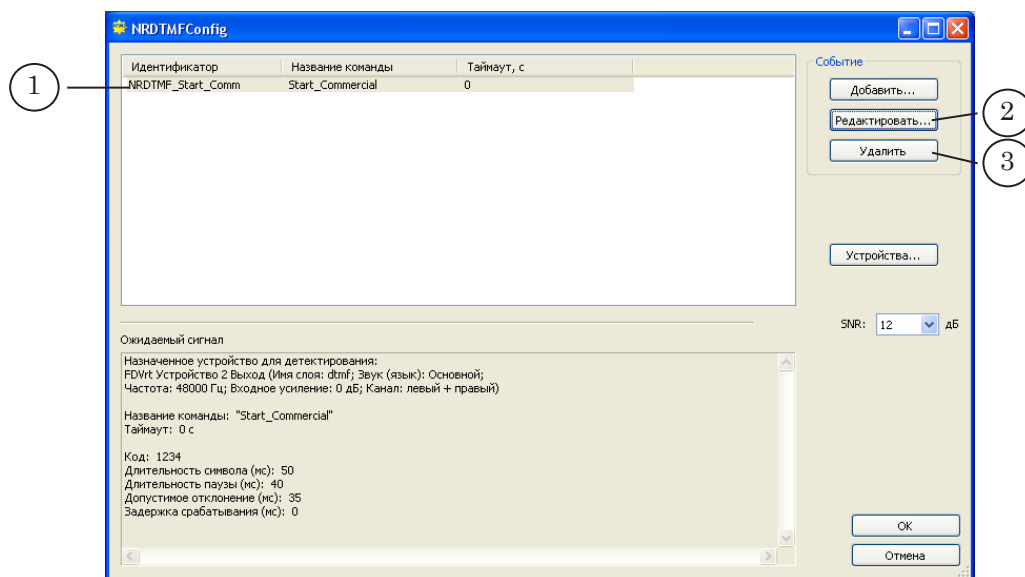 NRDTMFConfig
Идентификатор Название команды Таймаут, с
NRDTMF_Start_Comm Start_Commercial 0
1
Событие
Добавить...
Редактировать...
2
Удалить
3
Устройства...
SNR: 12 дБ
Ожидаемый сигнал
Назначенное устройство для детектирования:
FDVrt Устройство 2 Выход (Имя слоя: dtmf; Звук (язык): Основной;
Частота: 48000 Гц; Входное усиление: 0 дБ; Канал: левый + правый)
Название команды: "Start_Commercial"
Таймаут: 0 с
Код: 1234
Длительность символа (мс): 50
Длительность паузы (мс): 40
Допустимое отклонение (мс): 35
Задержка срабатывания (мс): 0
OK
Отмена